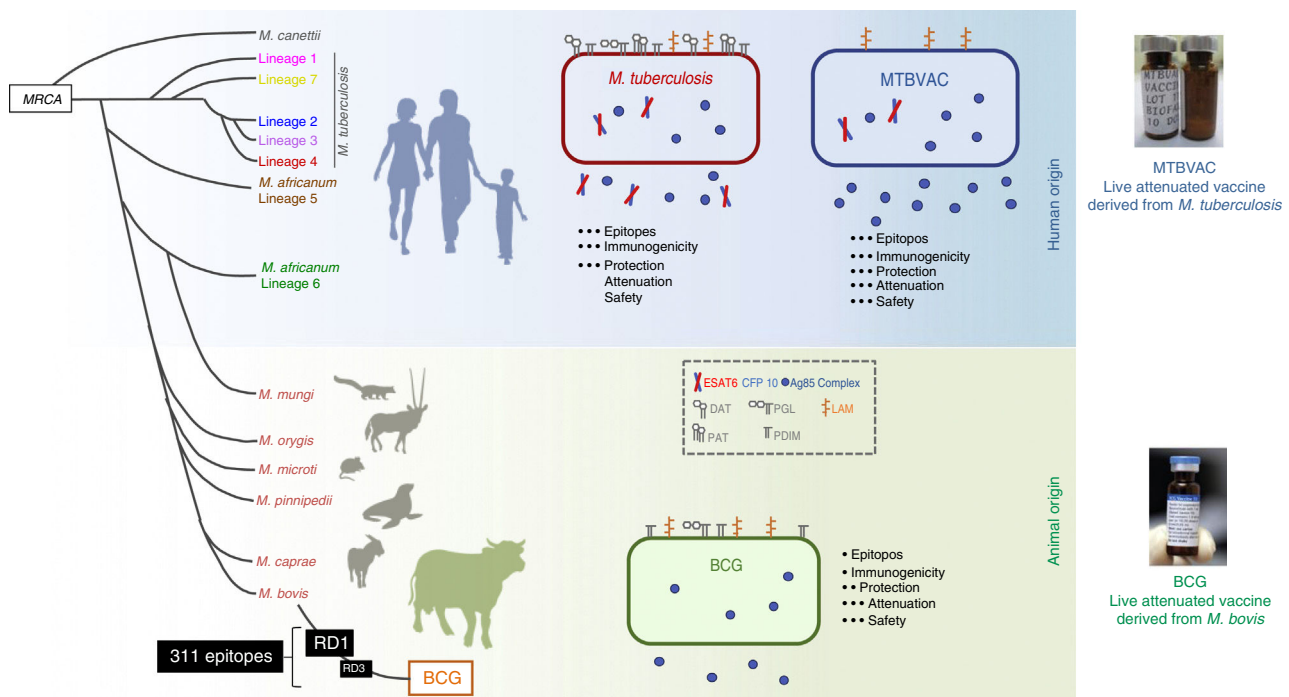 M. canettii
Lineage 1
Lineage 7
MRCA
Lineage 2
Lineage 3
Lineage 4
M. tuberculosis
M. africanum
Lineage 5
M. africanum
Lineage 6
M. tuberculosis
••• Epitopes
••• Immunogenicity
••• Protection
Attenuation
Safety
MTBVAC
••• Epitopos
••• Immunogenicity
••• Protection
••• Attenuation
••• Safety
Human origin
MTBVAC
Live attenuated vaccine
derived from M. tuberculosis
M. mungi
M. orygis
M. microti
M. pinnipedii
M. caprae
M. bovis
RD1
311 epitopes
RD3
BCG
ESAT6 CFP 10 Ag85 Complex
DAT PGL LAM
PAT PDIM
BCG
• Epitopos
• Immunogenicity
•• Protection
••• Attenuation
••• Safety
Animal origin
BCG
Live attenuated vaccine
derived from M. bovis